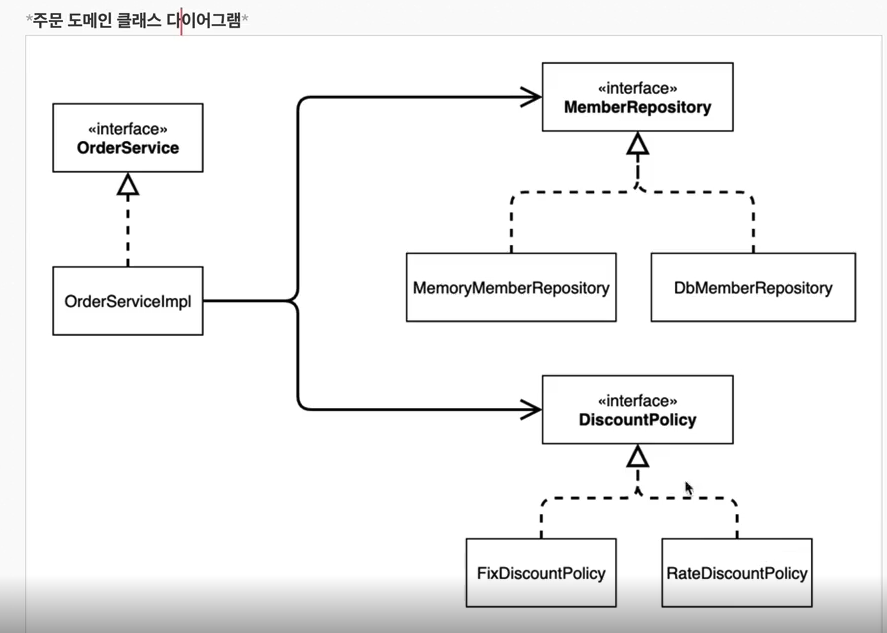 *주문 도메인 클래스 다이어그램*
«interface»
OrderService
OrderServiceImpl
«interface»
MemberRepository
MemoryMemberRepository
DbMemberRepository
«interface»
DiscountPolicy
FixDiscountPolicy
RateDiscountPolicy